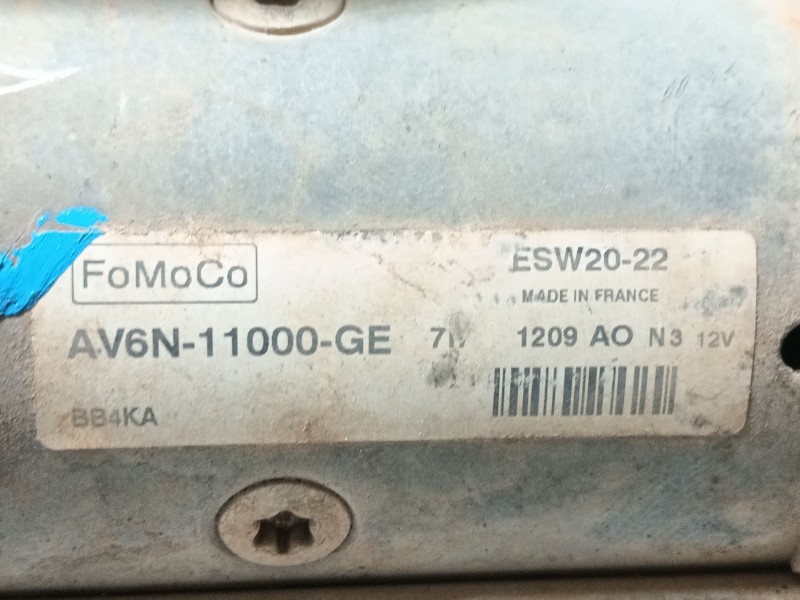 FoMoCo
ESW20-22
MADE IN FRANCE
AV6N-11000-GE 1209 AO N3 12V
BB4KA